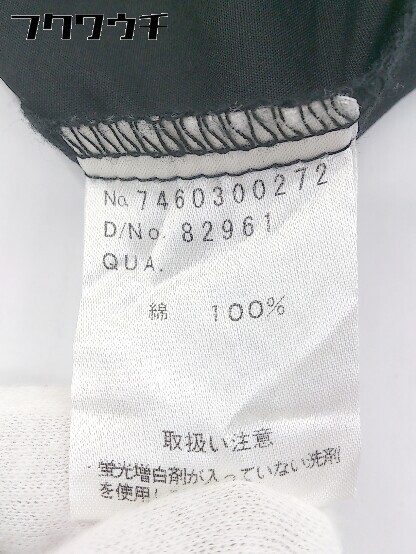 フクワウチ
No. 7460300272
D/No. 82961
QUA.
綿 100%
取扱い注意
蛍光増白剤が入っていない洗剤
を使用し